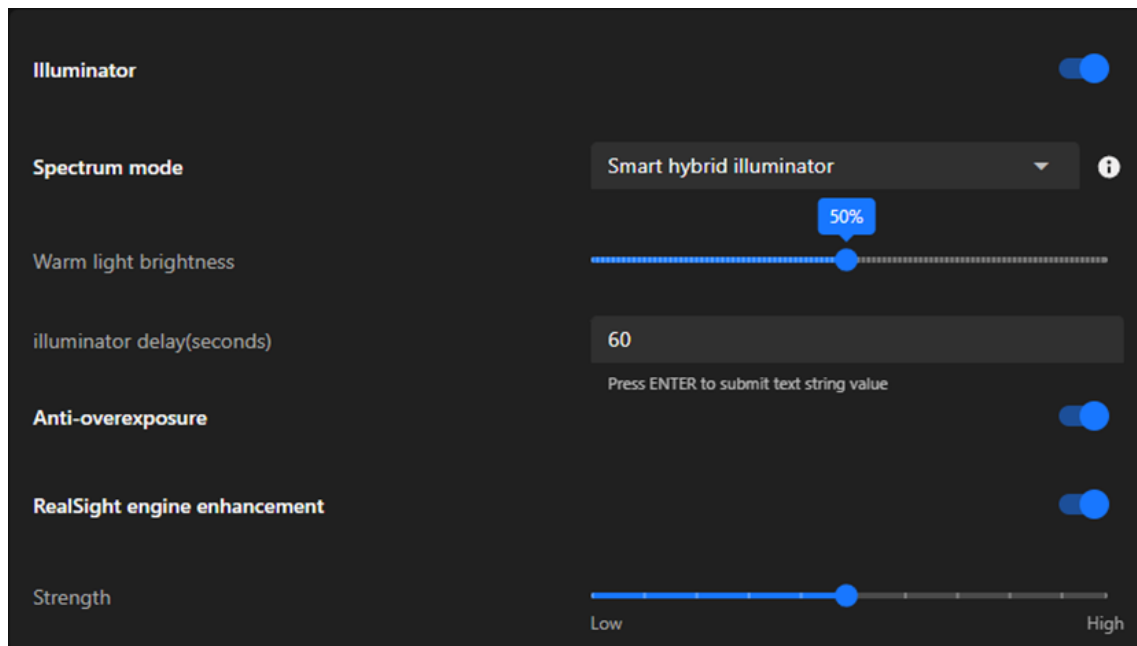 Illuminator
Spectrum mode
Smart hybrid illuminator
50%
Warm light brightness
illuminator delay(seconds)
60
Press ENTER to submit text string value
Anti-overexposure
RealSight engine enhancement
Strength
Low
High